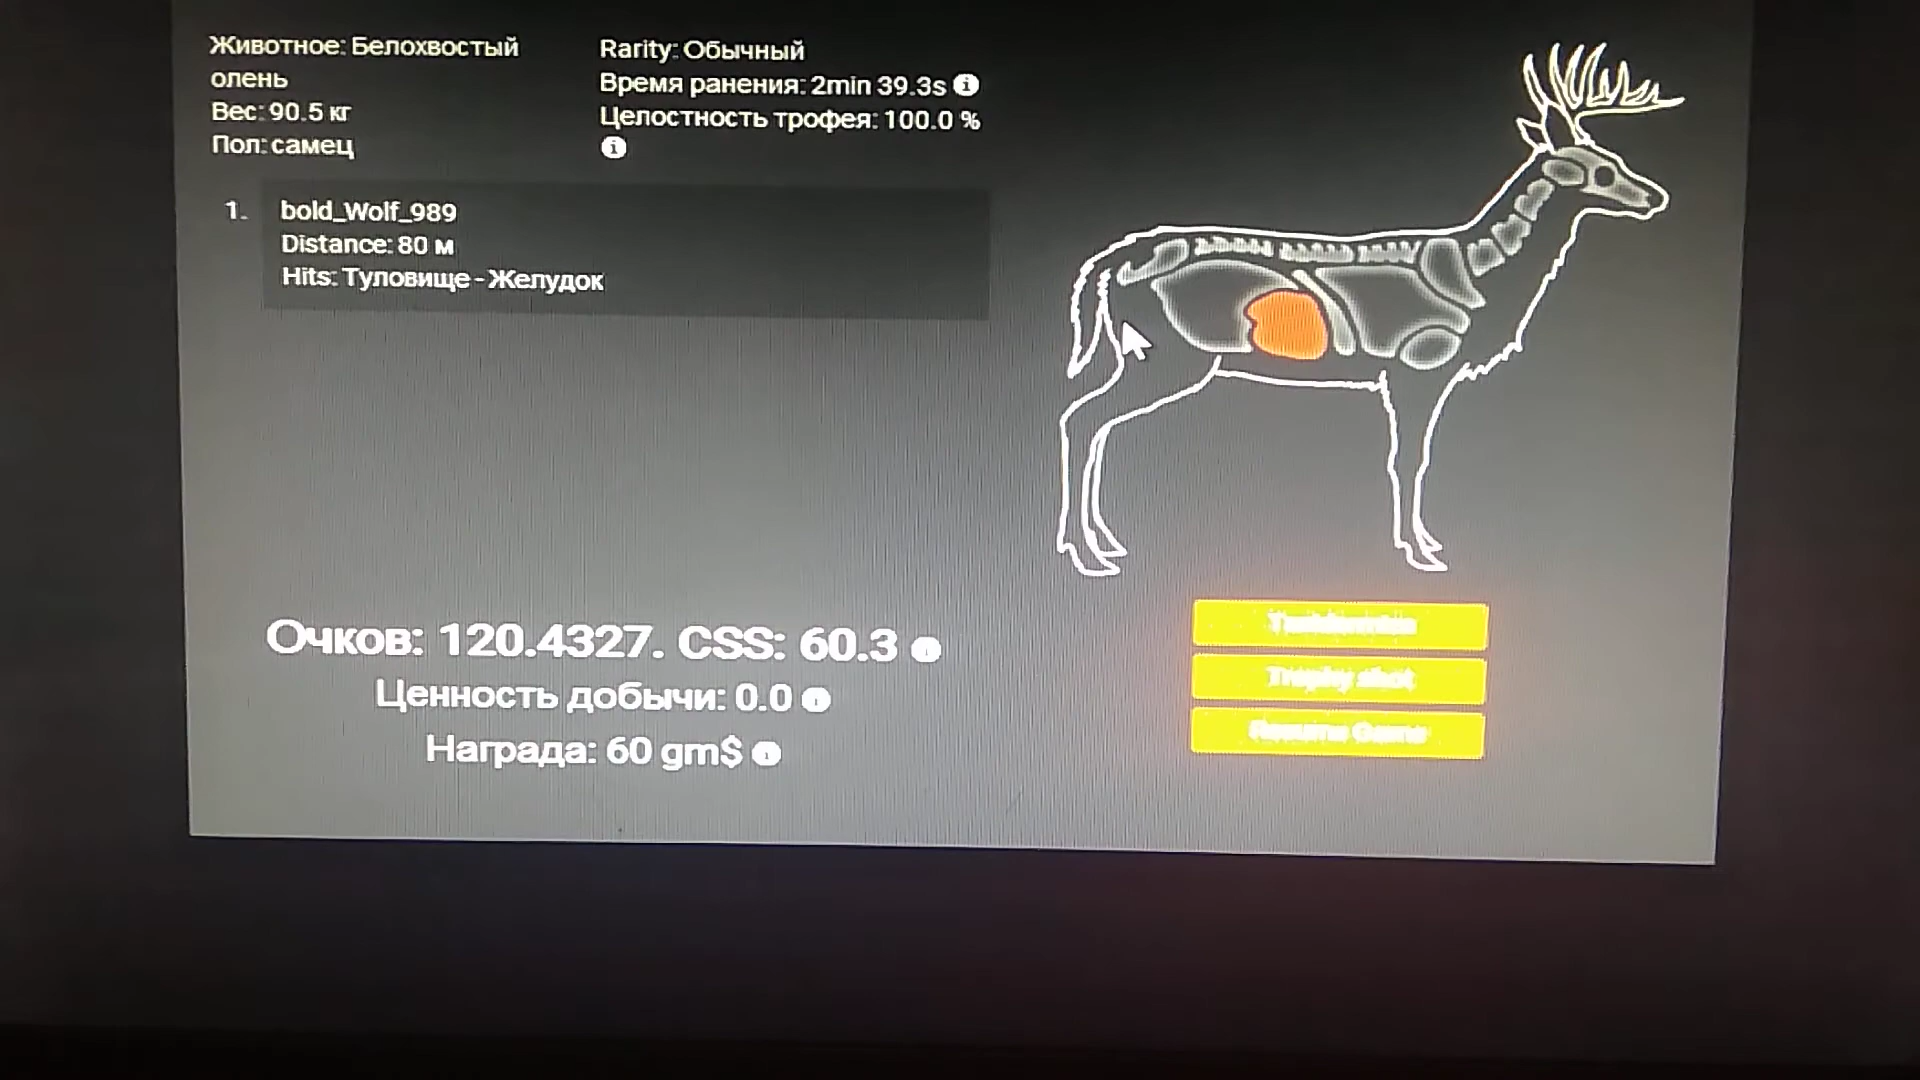 Животное: Белохвостый
олень
Вес: 90.5 кг
Пол: самец
Rarity: Обычный
Время ранения: 2min 39.3s
Целостность трофея: 100.0 %
1. bold_Wolf_989
Distance: 80 м
Hits: Туловище - Желудок
Очков: 120.4327. CSS: 60.3
Ценность добычи: 0.0
Награда: 60 gm$
Trophy shot
Resume Game